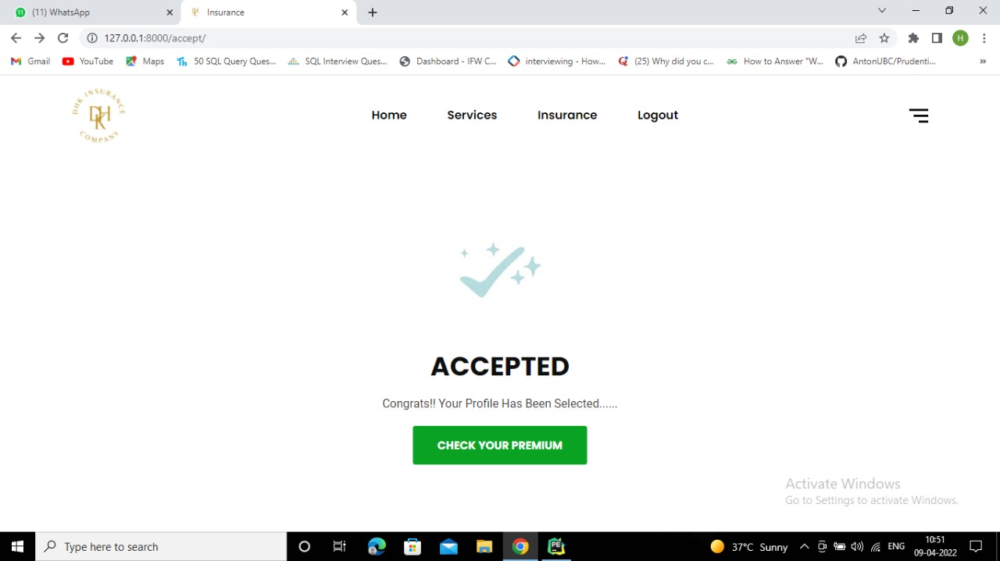 (11) WhatsApp
Insurance
127.0.0.1:8000/accept/
H
Gmail
YouTube
Maps
50 SQL Query Ques...
SQL Interview Ques...
Dashboard - IFW C...
interviewing - How...
(25) Why did you c...
How to Answer "W...
AntonUBC/Prudenti...
»
DHK INSURANCE
DHK
COMPANY
Home
Services
Insurance
Logout
ACCEPTED
Congrats!! Your Profile Has Been Selected......
CHECK YOUR PREMIUM
Activate Windows
Go to Settings to activate Windows.
Type here to search
PE
37°C Sunny
ENG
10:51
09-04-2022